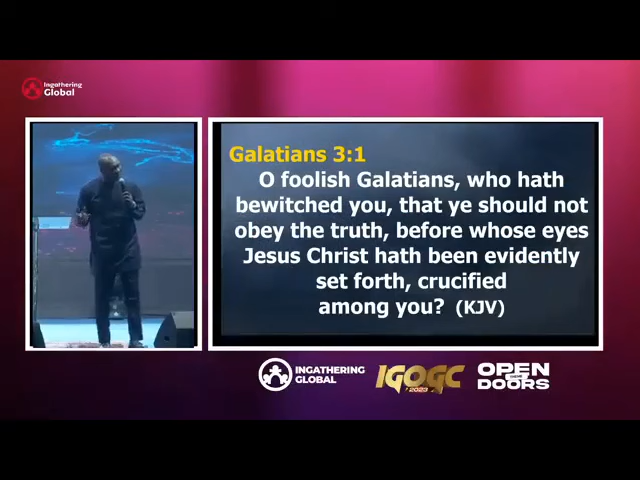 Ingathering
Global
Galatians 3:1
O foolish Galatians, who hath
bewitched you, that ye should not
obey the truth, before whose eyes
Jesus Christ hath been evidently
set forth, crucified
among you? (KJV)
INGATHERING
GLOBAL
IGOGC
2023
OPEN
DOORS